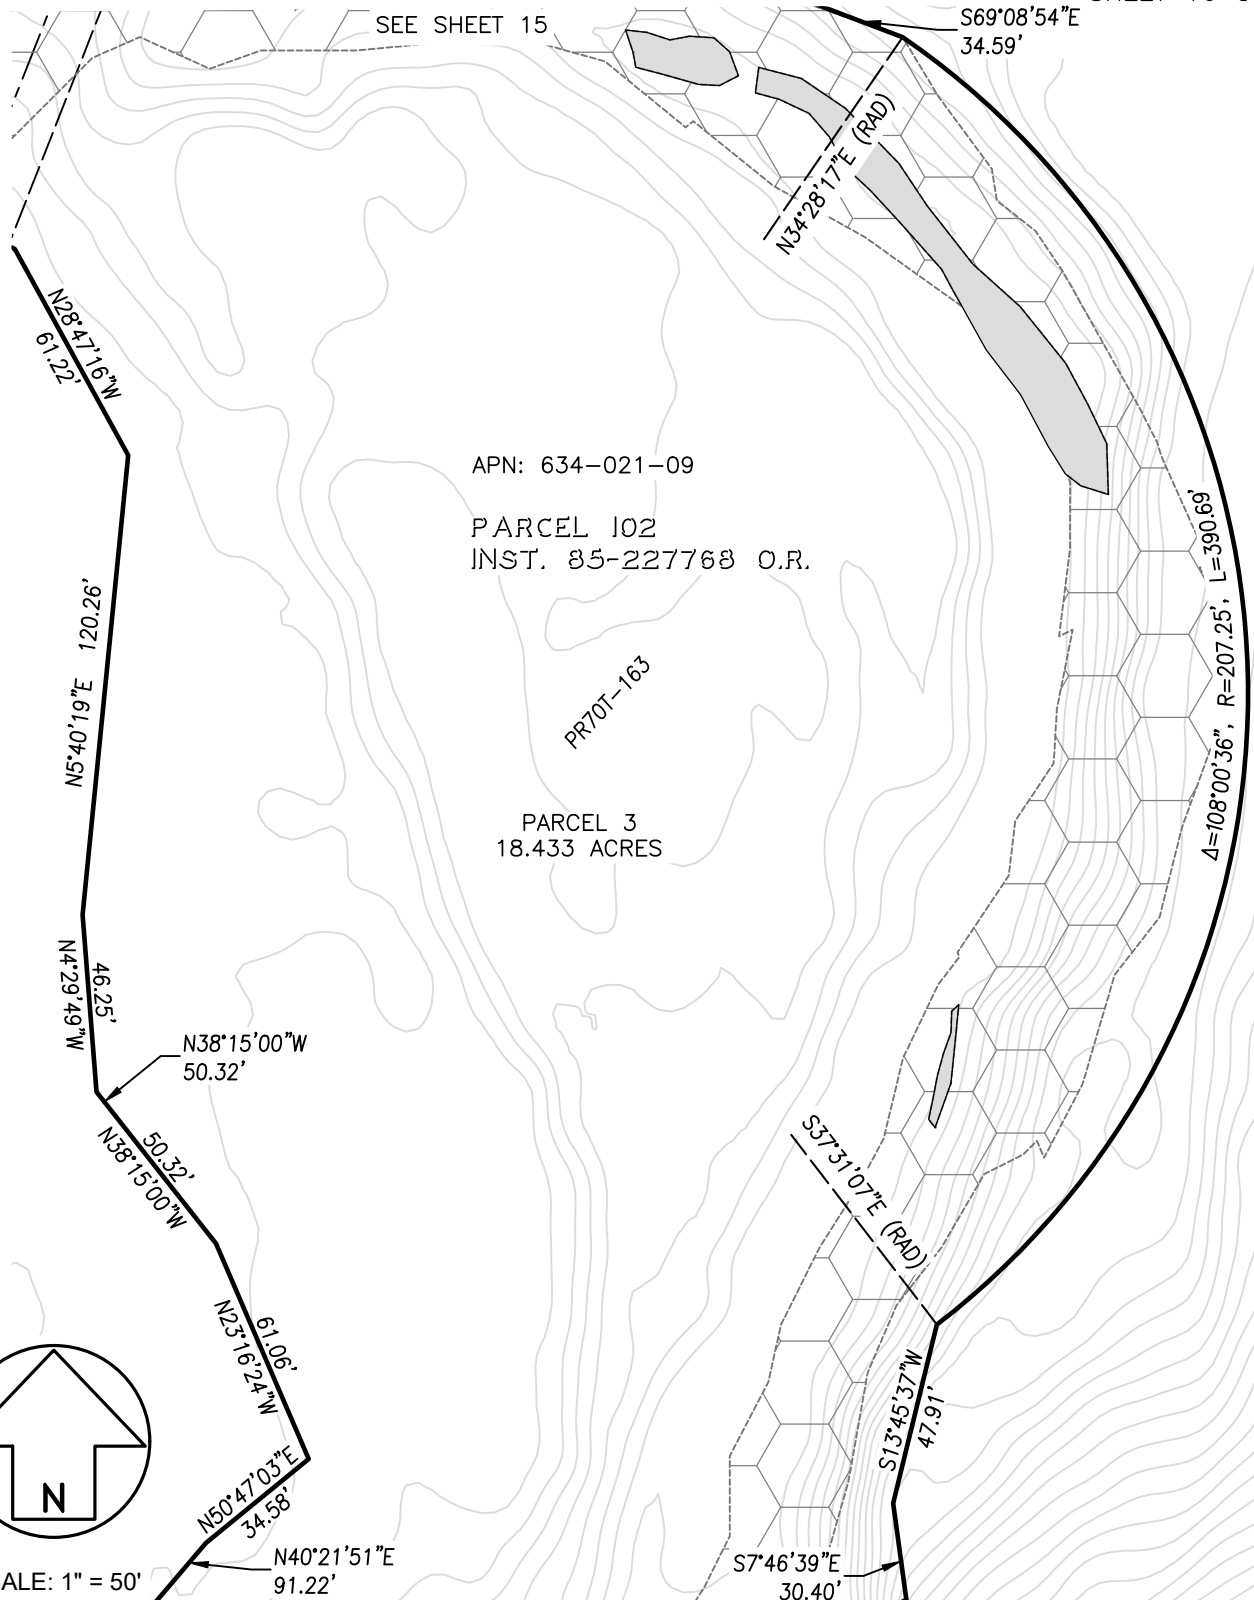 SEE SHEET 15
S69°08'54"E
34.59'
N34°28'17"E (RAD)
N28°47'16"W
61.22'
APN: 634-021-09
PARCEL 102
INST. 85-227768 O.R.
Δ=108°00'36", R=207.25', L=390.69'
N5°40'19"E 120.26'
PR70T-163
PARCEL 3
18.433 ACRES
46.25'
N4°29'49"W
N38°15'00"W
50.32'
50.32'
N38°15'00"W
S37°31'07"E (RAD)
61.06'
N23°16'24"W
S13°45'37"W
47.91'
N
N50°47'03"E
34.58'
N40°21'51"E
91.22'
S7°46'39"E
30.40'
ALE: 1" = 50'